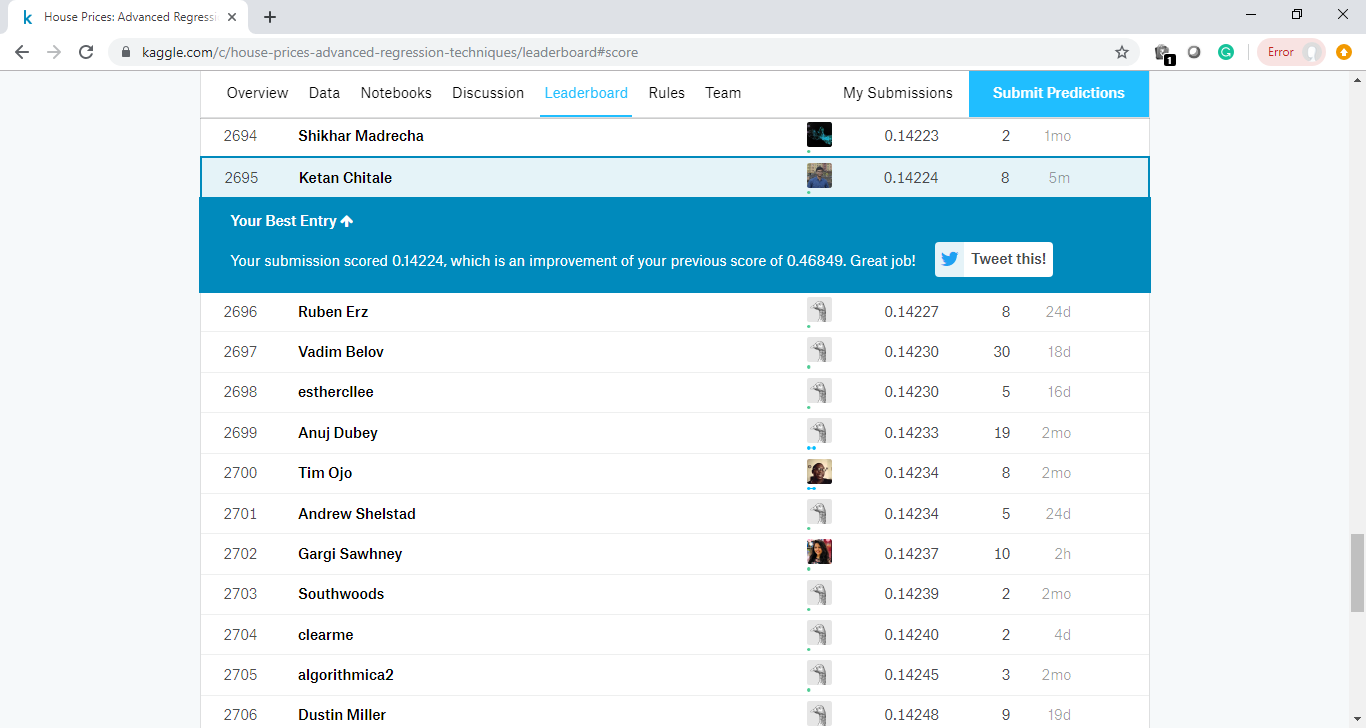 House Prices: Advanced Regressi
kaggle.com/c/house-prices-advanced-regression-techniques/leaderboard#score
1
Error
Overview Data Notebooks Discussion Leaderboard Rules Team My Submissions Submit Predictions
2694 Shikhar Madrecha 0.14223 2 1mo
2695 Ketan Chitale 0.14224 8 5m
Your Best Entry
Your submission scored 0.14224, which is an improvement of your previous score of 0.46849. Great job! Tweet this!
2696 Ruben Erz 0.14227 8 24d
2697 Vadim Belov 0.14230 30 18d
2698 esthercllee 0.14230 5 16d
2699 Anuj Dubey 0.14233 19 2mo
2700 Tim Ojo 0.14234 8 2mo
2701 Andrew Shelstad 0.14234 5 24d
2702 Gargi Sawhney 0.14237 10 2h
2703 Southwoods 0.14239 2 2mo
2704 clearme 0.14240 2 4d
2705 algorithmica2 0.14245 3 2mo
2706 Dustin Miller 0.14248 9 19d